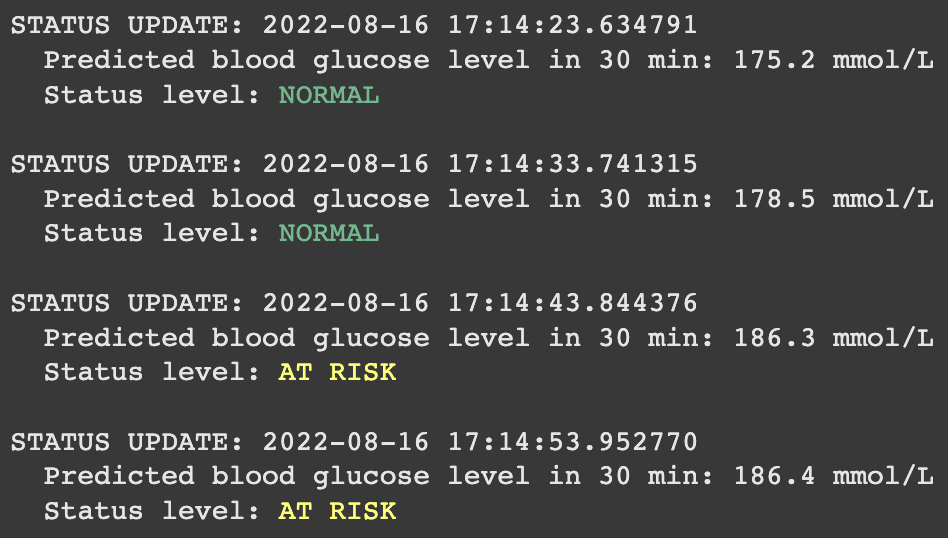 STATUS UPDATE: 2022-08-16 17:14:23.634791
Predicted blood glucose level in 30 min: 175.2 mmol/L
Status level: NORMAL
STATUS UPDATE: 2022-08-16 17:14:33.741315
Predicted blood glucose level in 30 min: 178.5 mmol/L
Status level: NORMAL
STATUS UPDATE: 2022-08-16 17:14:43.844376
Predicted blood glucose level in 30 min: 186.3 mmol/L
Status level: AT RISK
STATUS UPDATE: 2022-08-16 17:14:53.952770
Predicted blood glucose level in 30 min: 186.4 mmol/L
Status level: AT RISK